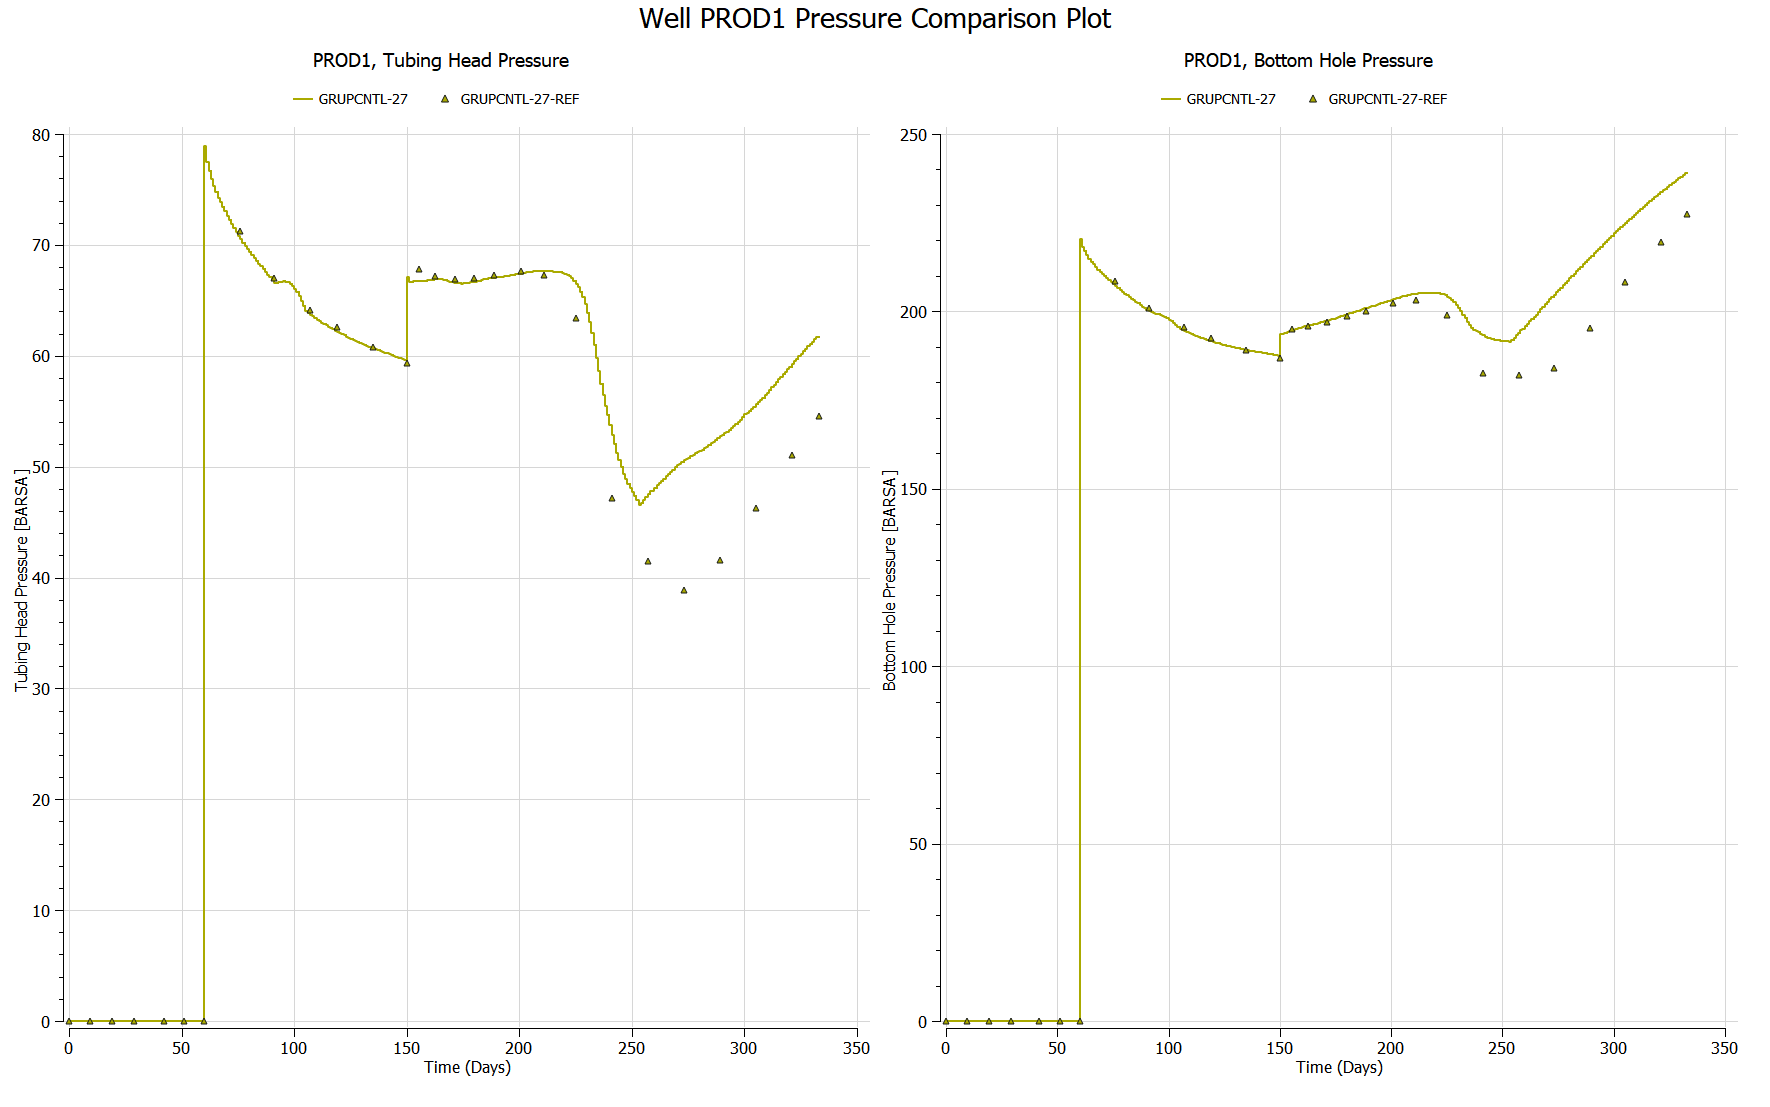 Well PROD1 Pressure Comparison Plot
PROD1, Tubing Head Pressure
GRUPCNTL-27
GRUPCNTL-27-REF
80
70
60
50
40
30
20
10
0
Tubing Head Pressure [BARSA]
0 50 100 150 200 250 300 350
Time (Days)
PROD1, Bottom Hole Pressure
GRUPCNTL-27
GRUPCNTL-27-REF
250
200
150
100
50
0
Bottom Hole Pressure [BARSA]
0 50 100 150 200 250 300 350
Time (Days)